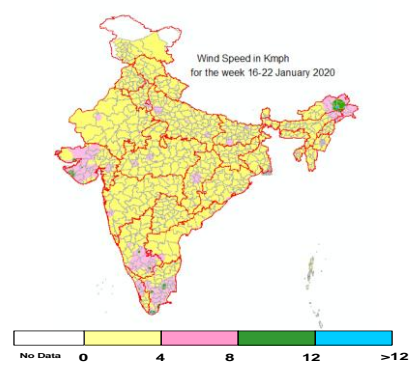 Wind Speed in Kmph
for the week 16-22 January 2020
No Data 0 4 8 12 >12